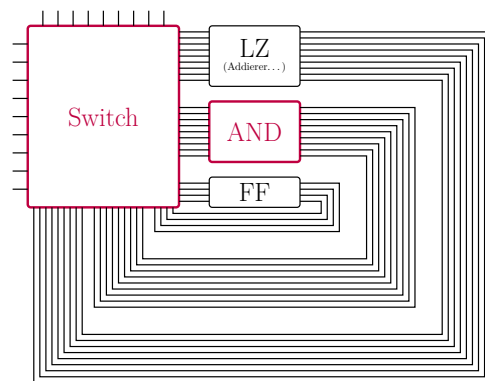 LZ
(Addierer...)
Switch
AND
FF